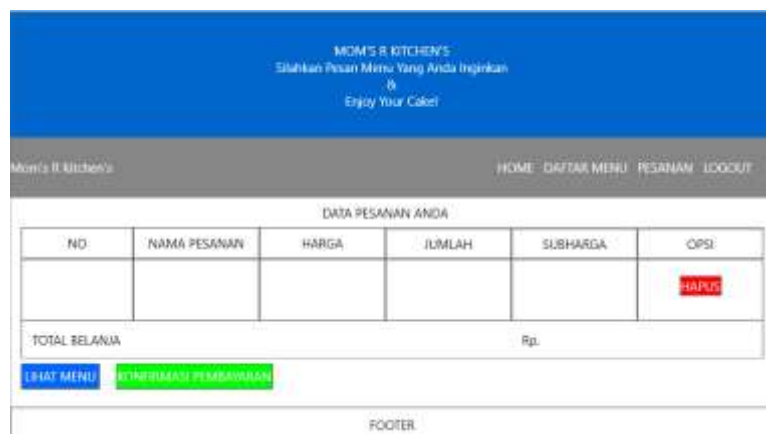 MOM'S R KITCHEN'S
Silahkan Pesan Menu Yang Anda Inginkan
&
Enjoy Your Cake!
Mom's R Kitchen's HOME DAFTAR MENU PESANAN LOGOUT
DATA PESANAN ANDA
NO NAMA PESANAN HARGA JUMLAH SUBHARGA OPSI
HAPUS
TOTAL BELANJA Rp.
LIHAT MENU KONFIRMASI PEMBAYARAN
FOOTER